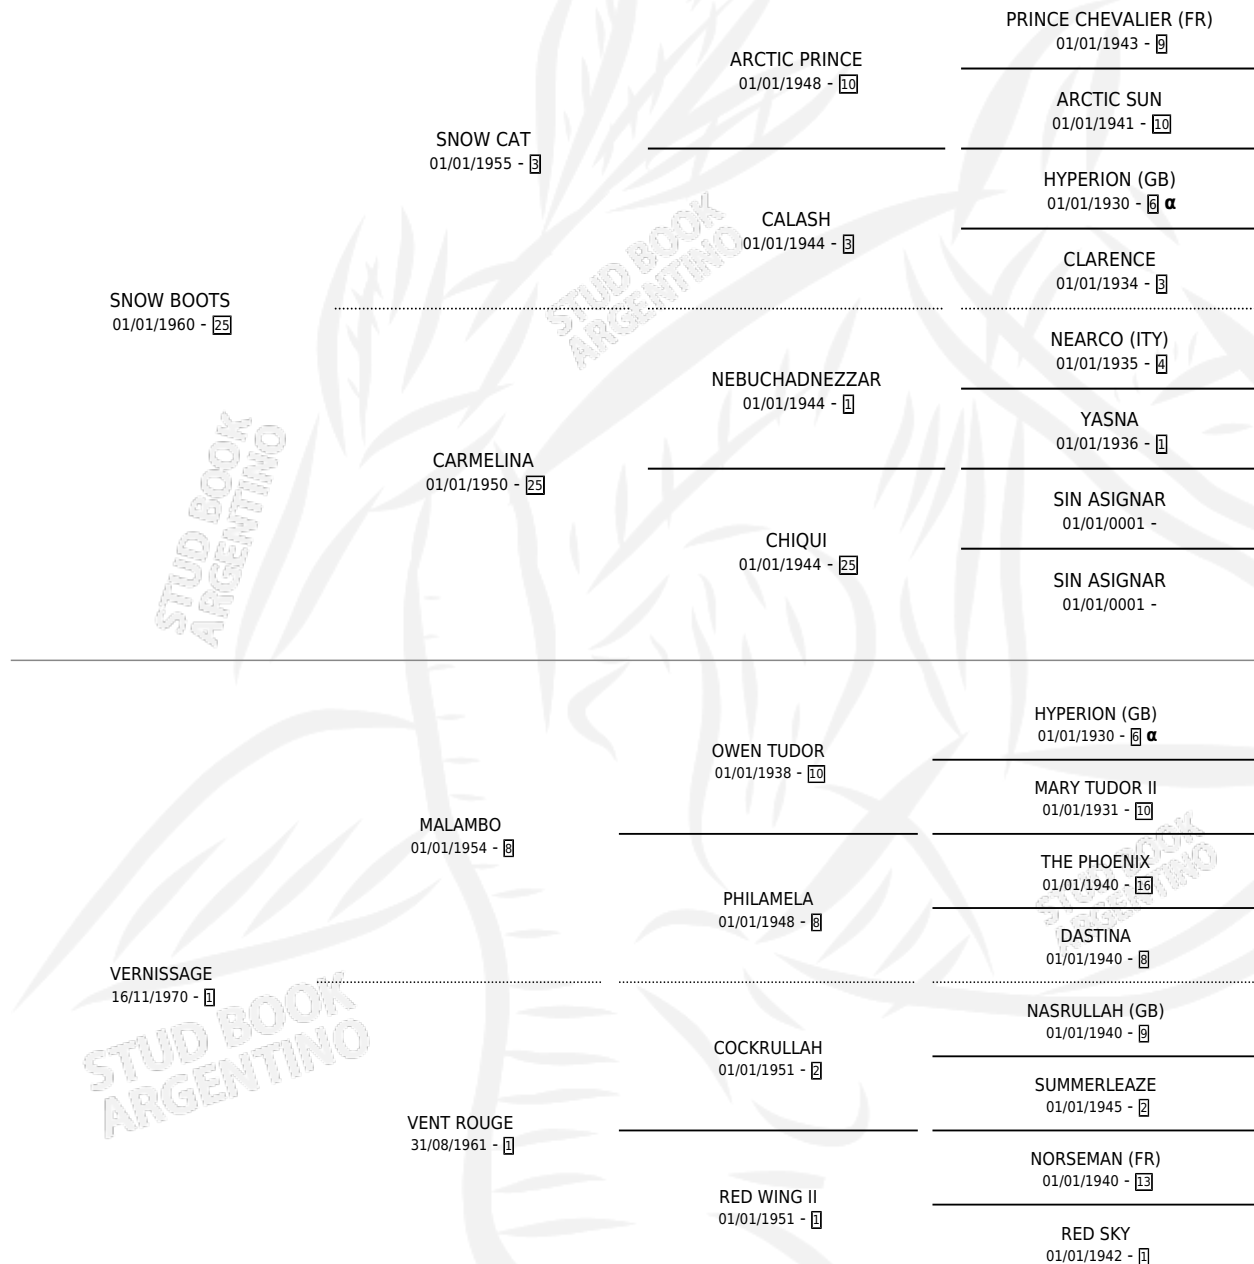 PRINCE CHEVALIER (FR)
01/01/1943 - 9
ARCTIC PRINCE
01/01/1948 - 10
ARCTIC SUN
01/01/1941 - 10
SNOW CAT
01/01/1955 - 3
HYPERION (GB)
01/01/1930 - 6 α
CALASH
01/01/1944 - 3
CLARENCE
01/01/1934 - 3
SNOW BOOTS
01/01/1960 - 25
NEARCO (ITY)
01/01/1935 - 4
NEBUCHADNEZZAR
01/01/1944 - 1
YASNA
01/01/1936 - 1
CARMELINA
01/01/1950 - 25
SIN ASIGNAR
01/01/0001 -
CHIQUI
01/01/1944 - 25
SIN ASIGNAR
01/01/0001 -
HYPERION (GB)
01/01/1930 - 6 α
OWEN TUDOR
01/01/1938 - 10
MARY TUDOR II
01/01/1931 - 10
MALAMBO
01/01/1954 - 8
THE PHOENIX
01/01/1940 - 16
PHILAMELA
01/01/1948 - 8
DASTINA
01/01/1940 - 8
VERNISSAGE
16/11/1970 - 1
NASRULLAH (GB)
01/01/1940 - 9
COCKRULLAH
01/01/1951 - 2
SUMMERLEAZE
01/01/1945 - 2
VENT ROUGE
31/08/1961 - 1
NORSEMAN (FR)
01/01/1940 - 13
RED WING II
01/01/1951 - 1
RED SKY
01/01/1942 - 1
STUD BOOK
ARGENTINO
STUD BOOK
ARGENTINO
STUD BOOK
ARGENTINO
STUD BOOK
ARGENTINO